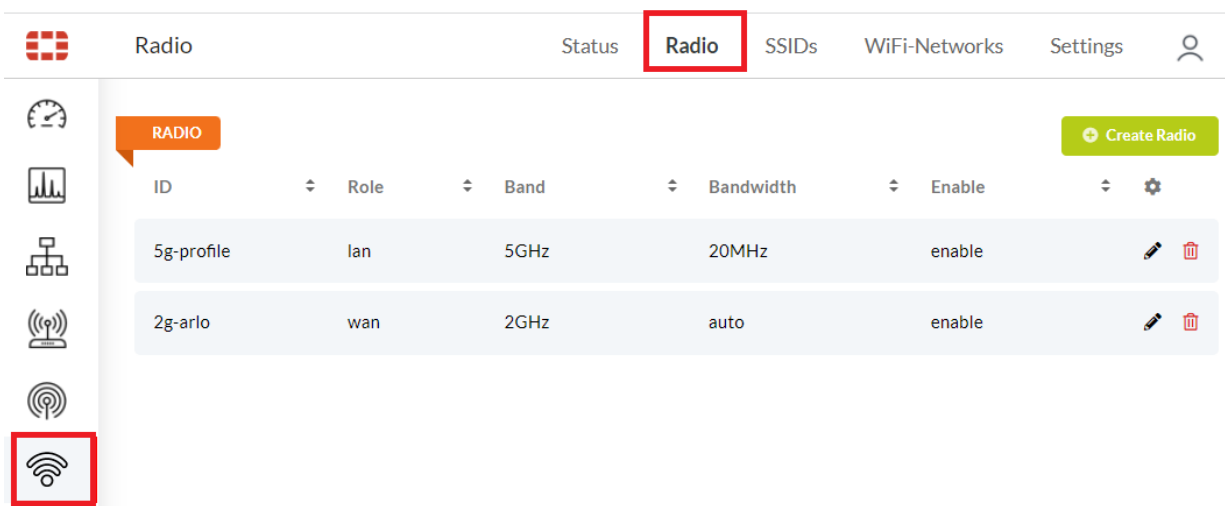 Radio Status Radio SSIDs WiFi-Networks Settings
RADIO Create Radio
ID Role Band Bandwidth Enable
5g-profile lan 5GHz 20MHz enable
2g-arlo wan 2GHz auto enable